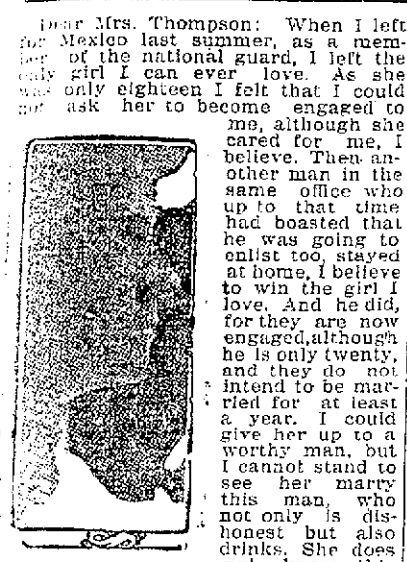 Dear Mrs. Thompson: When I left
for Mexico last summer, as a mem-
ber of the national guard, I left the
only girl I can ever love. As she
was only eighteen I felt that I could
not ask her to become engaged to
me, although she
cared for me, I
believe. Then an-
other man in the
same office who
up to that time
had boasted that
he was going to
enlist too, stayed
at home, I believe
to win the girl I
love. And he did,
for they are now
engaged, although
he is only twenty,
and they do not
intend to be mar-
ried for at least
a year. I could
give her up to a
worthy man, but
I cannot stand to
see her marry
this man, who
not only is dis-
honest but also
drinks. She does